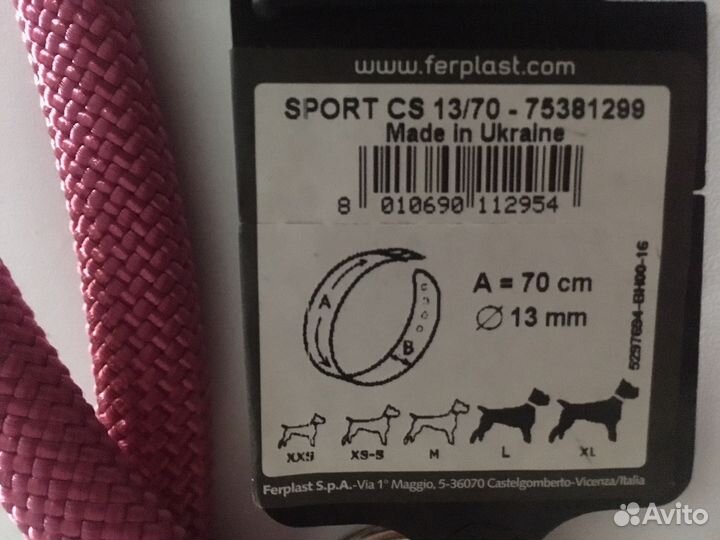 www.ferplast.com
SPORT CS 13/70 - 75381299
Made in Ukraine
8 010690 112954
A = 70 cm
Ø 13 mm
A
B
5297694-BH00-16
XXS XS-S M L XL
Ferplast S.p.A.-Via 1° Maggio, 5-36070 Castelgomberto-Vicenza/Italia
Avito